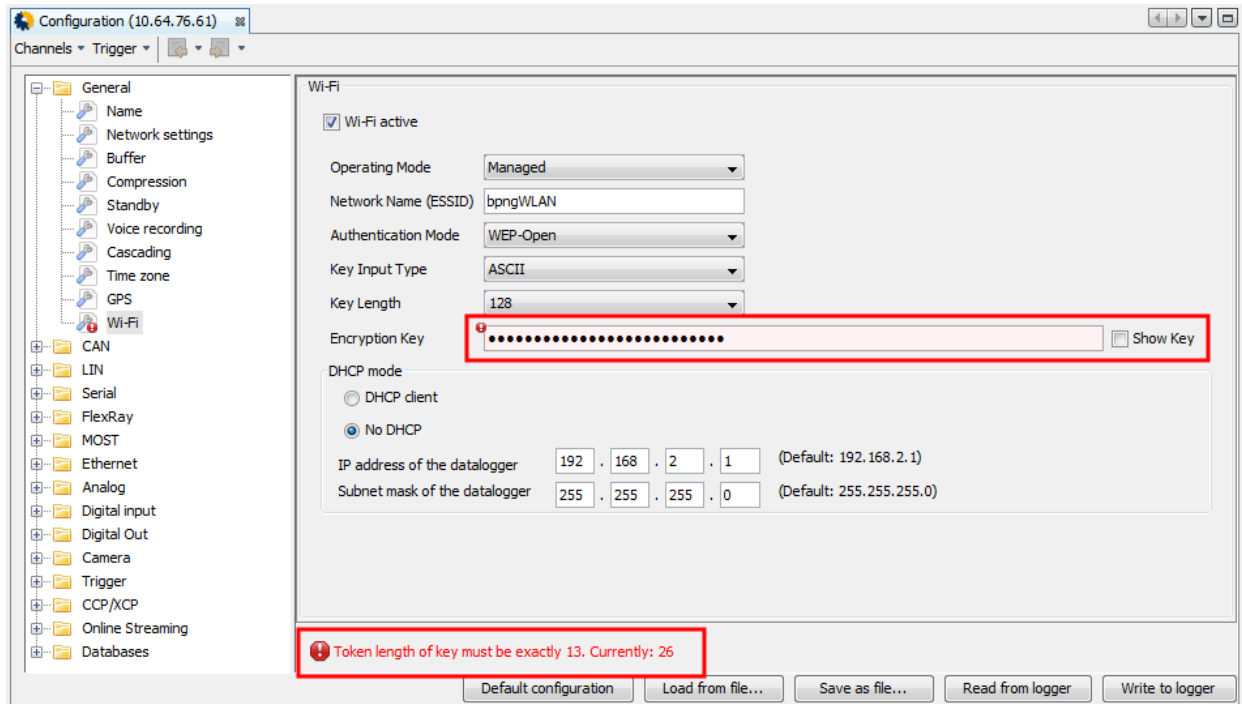 Configuration (10.64.76.61)
Channels Trigger
General
Name
Network settings
Buffer
Compression
Standby
Voice recording
Cascading
Time zone
GPS
Wi-Fi
CAN
LIN
Serial
FlexRay
MOST
Ethernet
Analog
Digital input
Digital Out
Camera
Trigger
CCP/XCP
Online Streaming
Databases
Wi-Fi
Wi-Fi active
Operating Mode Managed
Network Name (ESSID) bpngWLAN
Authentication Mode WEP-Open
Key Input Type ASCII
Key Length 128
Encryption Key •••••••••••••••••••••••••• Show Key
DHCP mode
DHCP client
No DHCP
IP address of the datalogger 192 . 168 . 2 . 1 (Default: 192.168.2.1)
Subnet mask of the datalogger 255 . 255 . 255 . 0 (Default: 255.255.255.0)
Token length of key must be exactly 13. Currently: 26
Default configuration Load from file... Save as file... Read from logger Write to logger